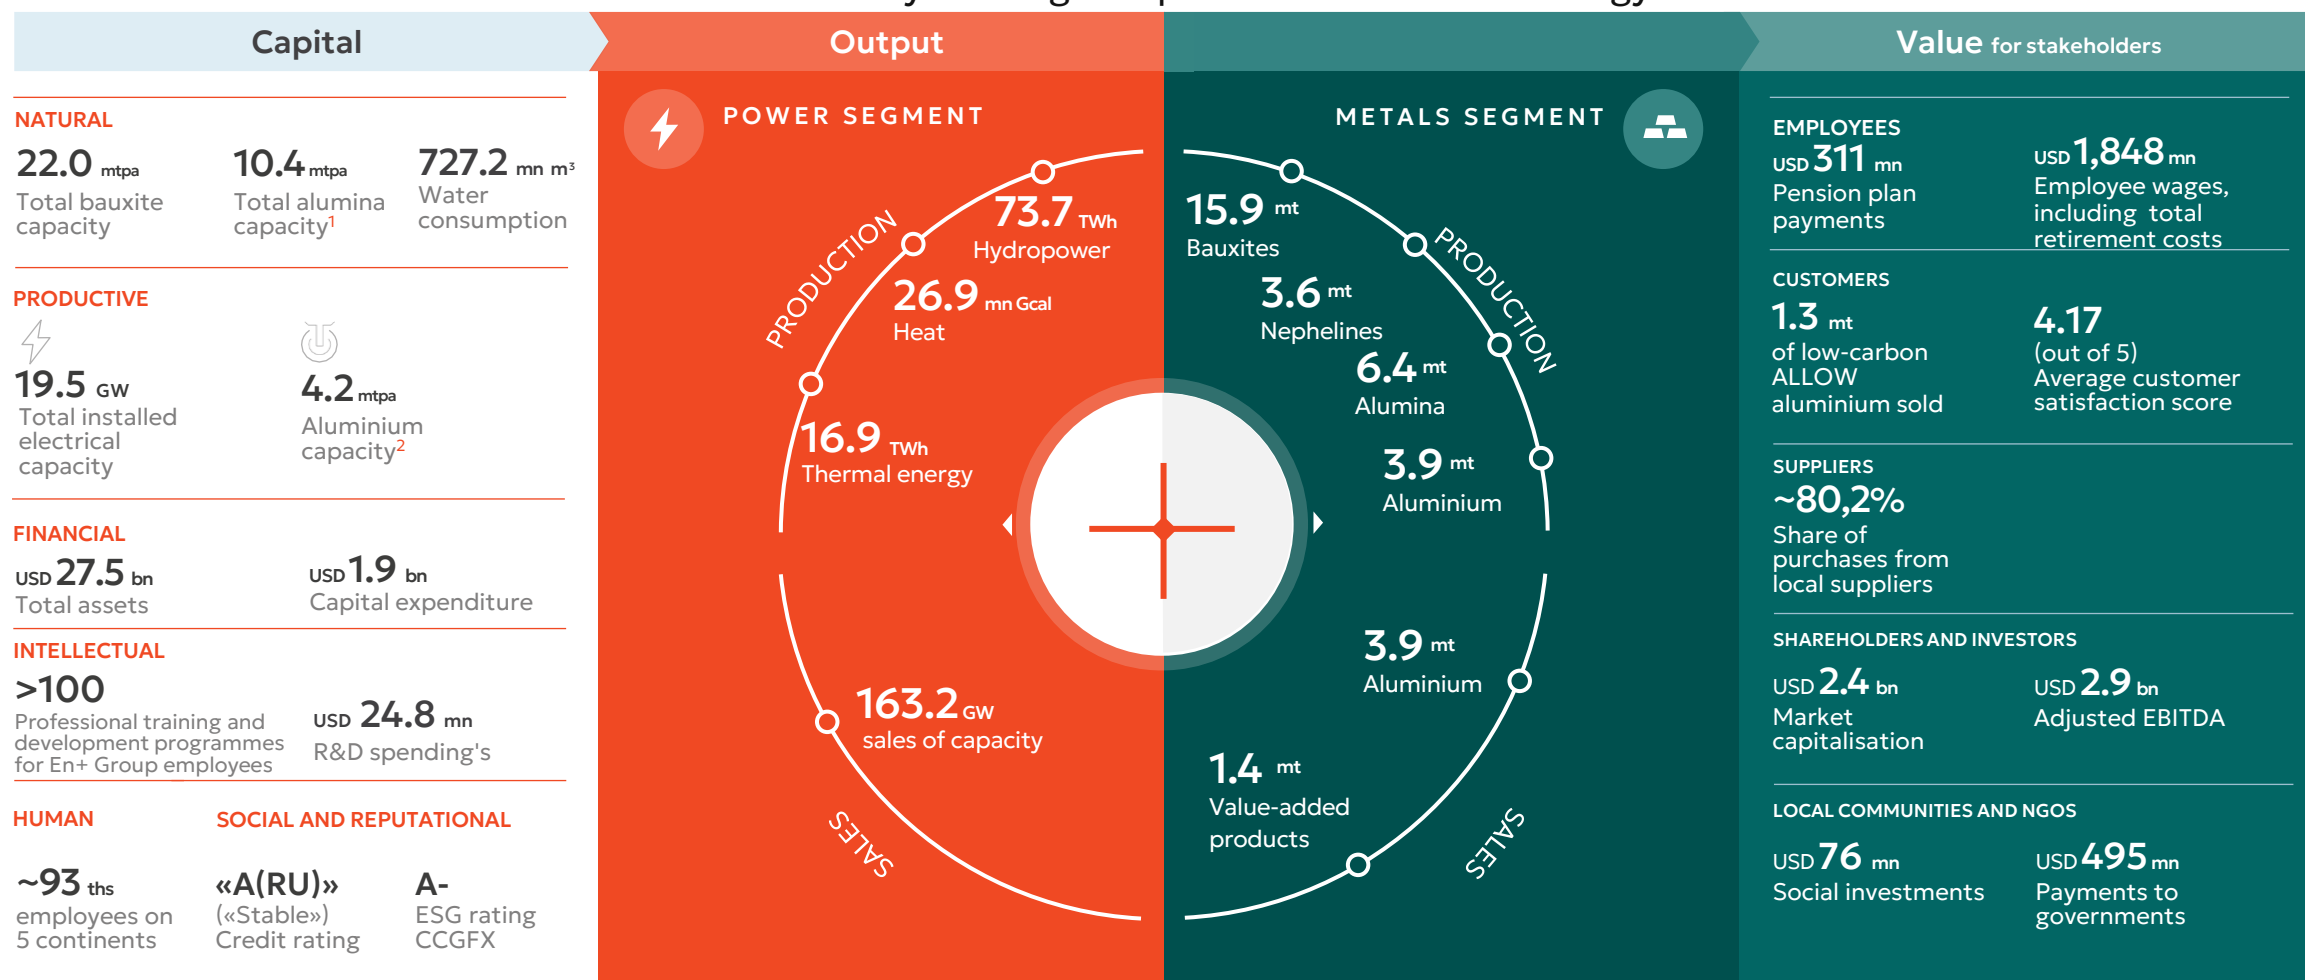 Capital
Output
Value for stakeholders
NATURAL
22.0 mtpa
Total bauxite
capacity
10.4 mtpa
Total alumina
capacity1
727.2 mn m3
Water
consumption
PRODUCTIVE
19.5 GW
Total installed
electrical
capacity
4.2 mtpa
Aluminium
capacity2
FINANCIAL
USD 27.5 bn
Total assets
USD 1.9 bn
Capital expenditure
INTELLECTUAL
>100
Professional training and
development programmes
for En+ Group employees
USD 24.8 mn
R&D spending's
HUMAN
~93 ths
employees on
5 continents
SOCIAL AND REPUTATIONAL
«A(RU)»
(«Stable»)
Credit rating
A-
ESG rating
CCGFX
POWER SEGMENT
PRODUCTION
73.7 TWh
Hydropower
26.9 mn Gcal
Heat
16.9 TWh
Thermal energy
163.2 GW
sales of capacity
SALES
METALS SEGMENT
PRODUCTION
15.9 mt
Bauxites
3.6 mt
Nephelines
6.4 mt
Alumina
3.9 mt
Aluminium
3.9 mt
Aluminium
1.4 mt
Value-added
products
SALES
EMPLOYEES
USD 311 mn
Pension plan
payments
USD 1,848 mn
Employee wages,
including total
retirement costs
CUSTOMERS
1.3 mt
of low-carbon
ALLOW
aluminium sold
4.17
(out of 5)
Average customer
satisfaction score
SUPPLIERS
~80,2%
Share of
purchases from
local suppliers
SHAREHOLDERS AND INVESTORS
USD 2.4 bn
Market
capitalisation
USD 2.9 bn
Adjusted EBITDA
LOCAL COMMUNITIES AND NGOS
USD 76 mn
Social investments
USD 495 mn
Payments to
governments